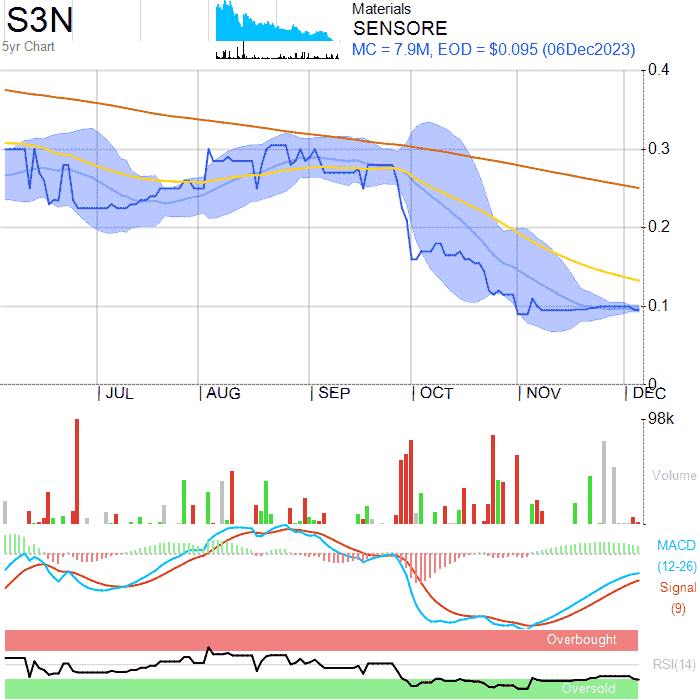 S3N
5yr Chart
Materials
SENSORE
MC = 7.9M, EOD = $0.095 (06Dec2023)
0.4
0.3
0.2
0.1
0
JUL
AUG
SEP
OCT
NOV
DEC
98k
Volume
MACD
(12-26)
Signal
(9)
Overbought
RSI(14)
Oversold